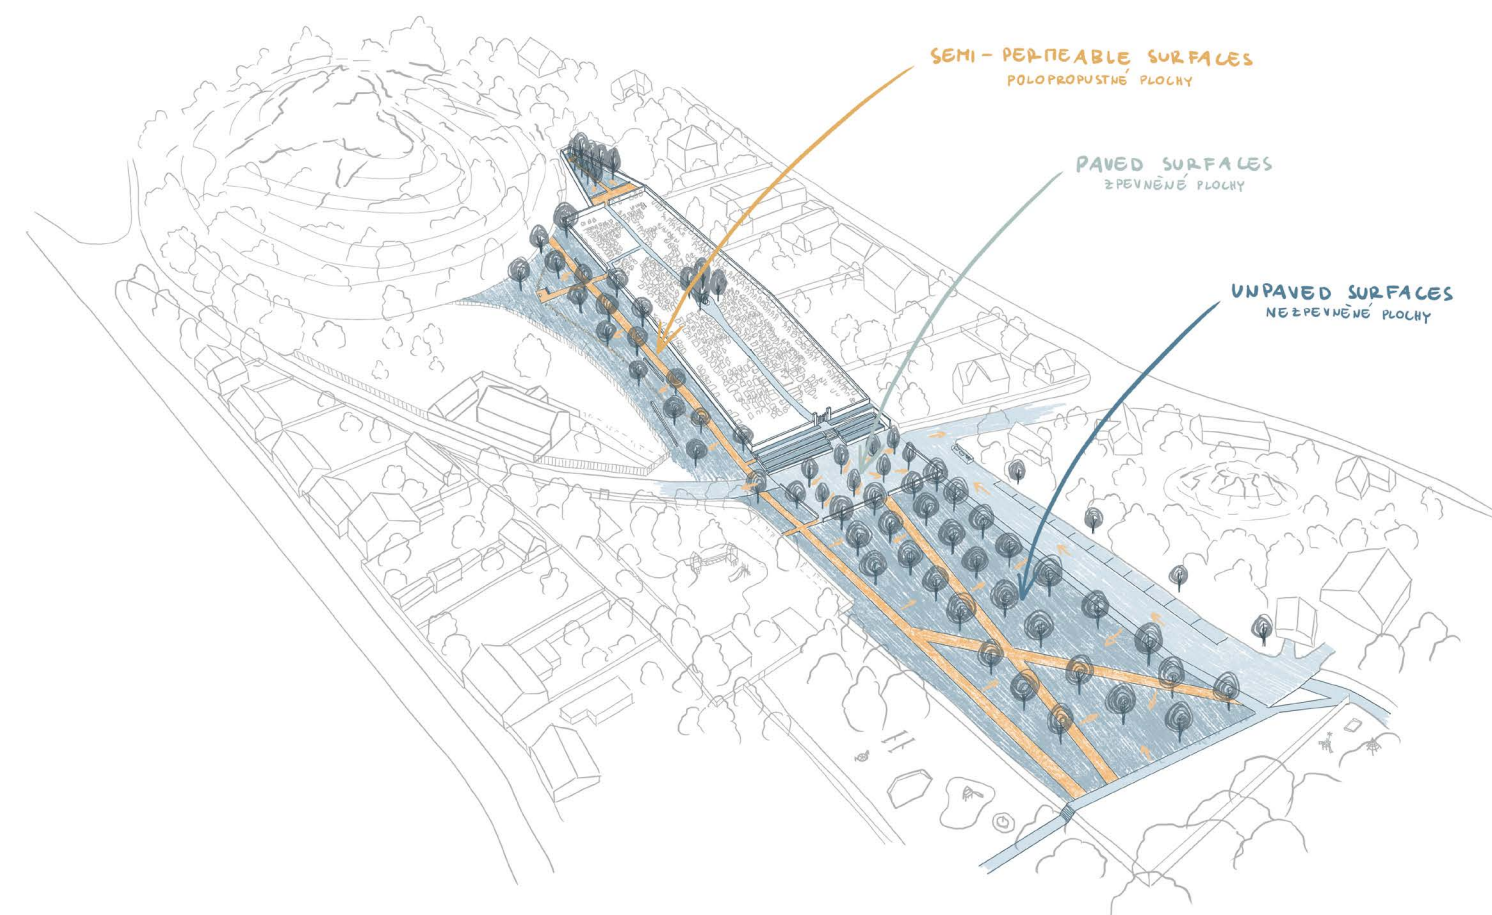 SEMI-PERMEABLE SURFACES
POLOPROPUSTNÉ PLOCHY
PAVED SURFACES
ZPEVNĚNÉ PLOCHY
UNPAVED SURFACES
NEZPEVNĚNÉ PLOCHY